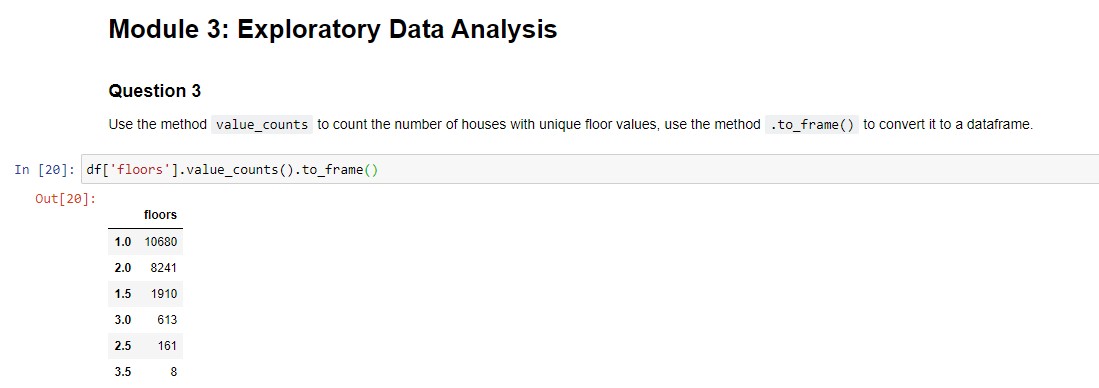 Module 3: Exploratory Data Analysis
Question 3
Use the method value_counts to count the number of houses with unique floor values, use the method .to_frame() to convert it to a dataframe.
In [20]: df['floors'].value_counts().to_frame()
Out[20]:
floors
1.0 10680
2.0 8241
1.5 1910
3.0 613
2.5 161
3.5 8